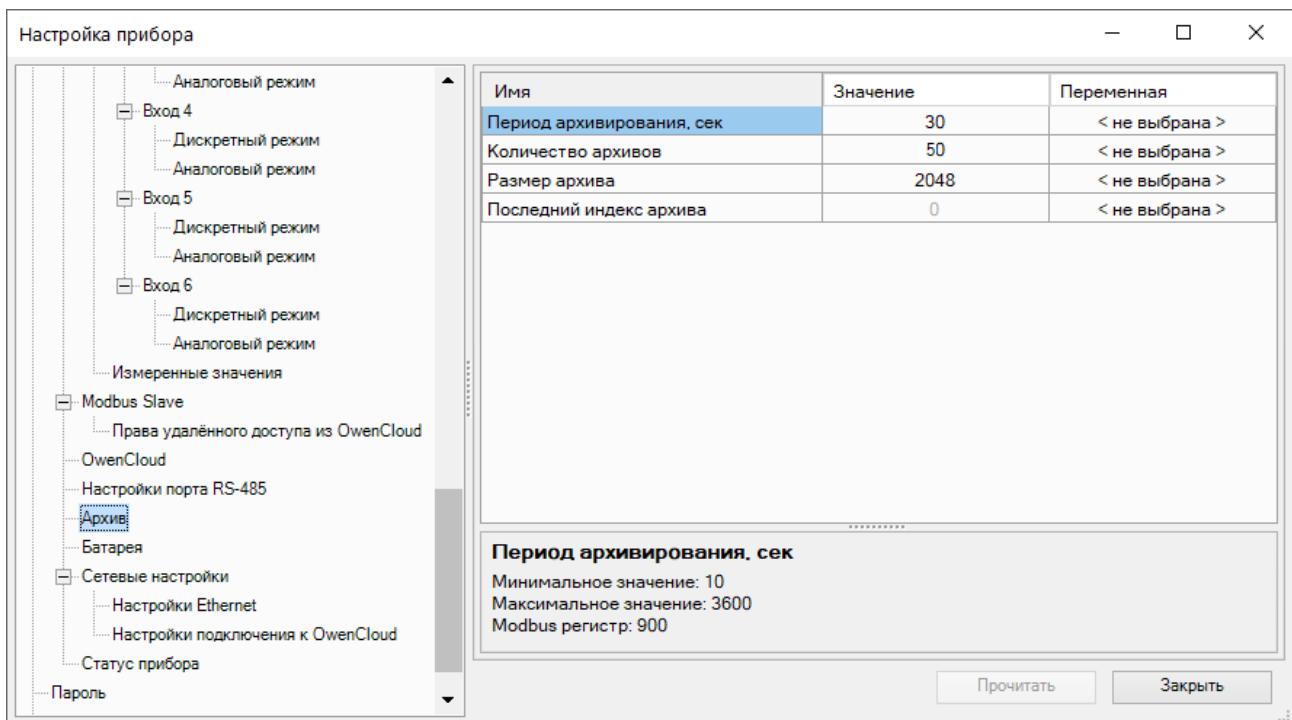 Настройка прибора
Аналоговый режим
Вход 4
Дискретный режим
Аналоговый режим
Вход 5
Дискретный режим
Аналоговый режим
Вход 6
Дискретный режим
Аналоговый режим
Измеренные значения
Modbus Slave
Права удалённого доступа из OwenCloud
OwenCloud
Настройки порта RS-485
Архив
Батарея
Сетевые настройки
Настройки Ethernet
Настройки подключения к OwenCloud
Статус прибора
Пароль
Имя Значение Переменная
Период архивирования, сек 30 < не выбрана >
Количество архивов 50 < не выбрана >
Размер архива 2048 < не выбрана >
Последний индекс архива 0 < не выбрана >
Период архивирования, сек
Минимальное значение: 10
Максимальное значение: 3600
Modbus регистр: 900
Прочитать Закрыть